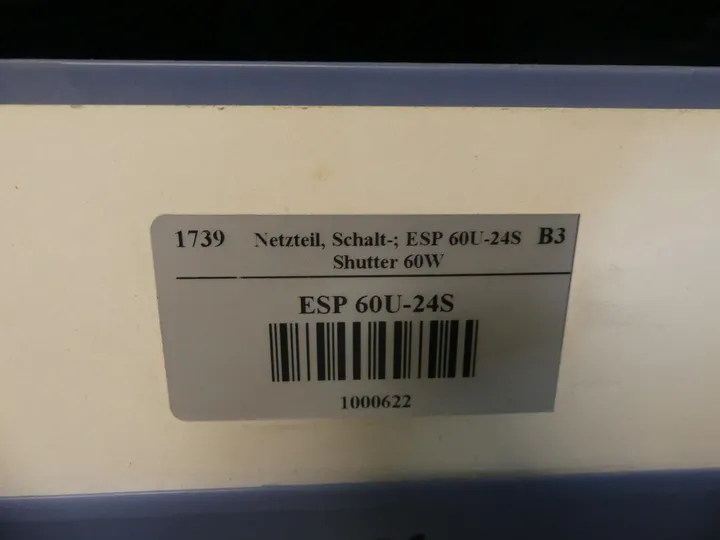 1739 Netzteil, Schalt-; ESP 60U-24S B3
Shutter 60W
ESP 60U-24S
1000622